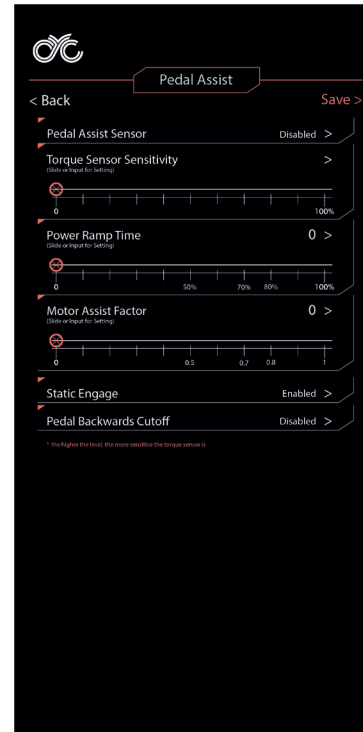 Pedal Assist
< Back Save >
Pedal Assist Sensor Disabled >
Torque Sensor Sensitivity >
(Slide or Input for Setting)
0 100%
Power Ramp Time 0 >
(Slide or Input for Setting)
0 50% 70% 80% 100%
Motor Assist Factor 0 >
(Slide or Input for Setting)
0 0.5 0.7 0.8 1
Static Engage Enabled >
Pedal Backwards Cutoff Disabled >
* the higher the level, the more sensitive the torque sensor is